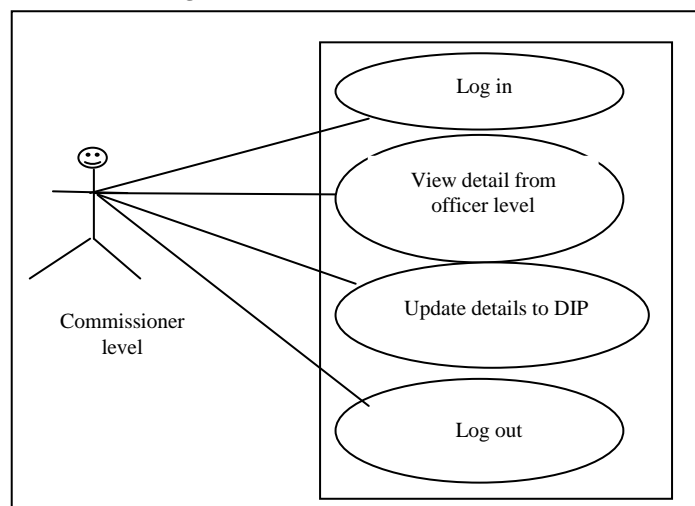 Log in
View detail from
officer level
Update details to DIP
Commissioner
level
Log out